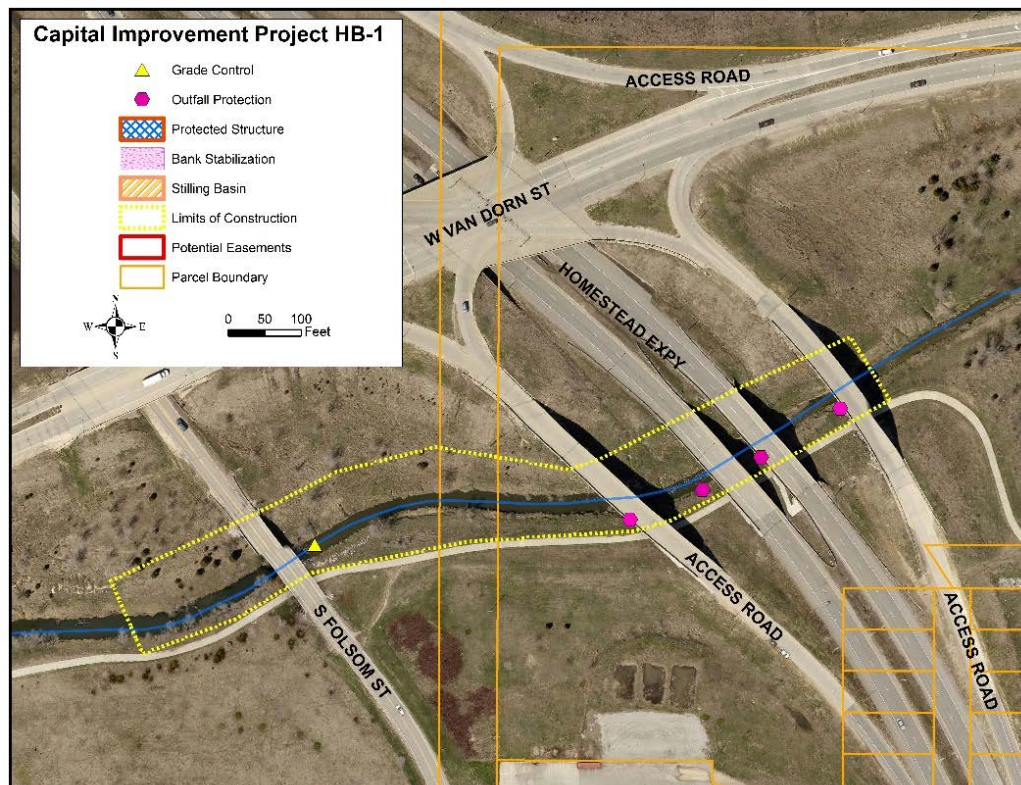 Capital Improvement Project HB-1
Grade Control
Outfall Protection
Protected Structure
Bank Stabilization
Stilling Basin
Limits of Construction
Potential Easements
Parcel Boundary
N
W E
S
0 50 100
Feet
ACCESS ROAD
W VAN DORN ST
HOMESTEAD EXPY
S FOLSOM ST
ACCESS ROAD
ACCESS ROAD